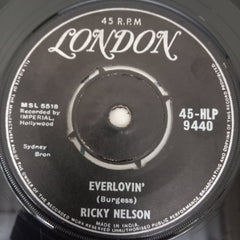 45 R.P.M
LONDON
MSL 5518
Recorded by
IMPERIAL,
Hollywood
45-HLP
9440
Sydney
Bron
EVERLOVIN'
(Burgess)
RICKY NELSON
MADE IN INDIA